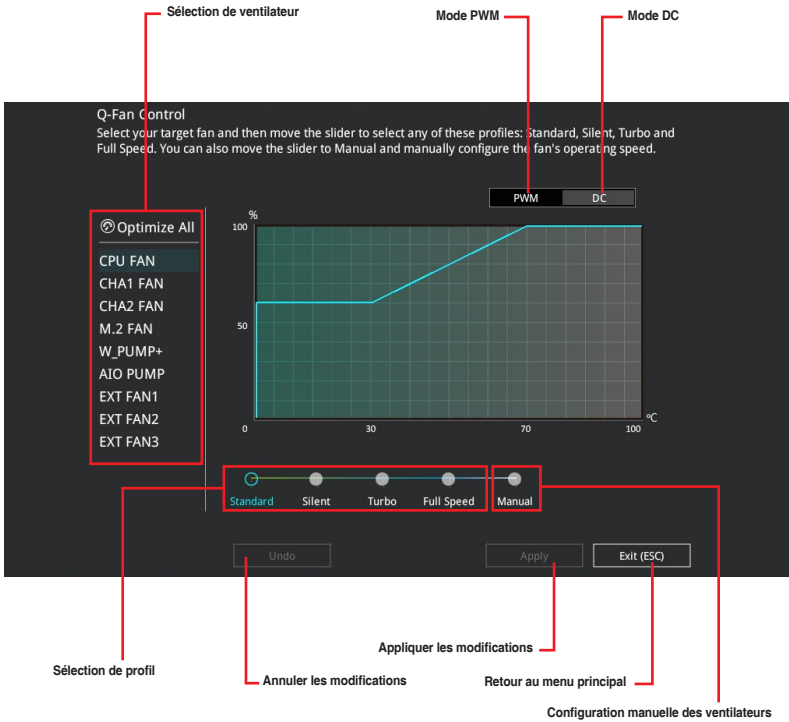 Sélection de ventilateur
Mode PWM
Mode DC
Q-Fan Control
Select your target fan and then move the slider to select any of these profiles: Standard, Silent, Turbo and
Full Speed. You can also move the slider to Manual and manually configure the fan's operating speed.
PWM
DC
Optimize All
CPU FAN
CHA1 FAN
CHA2 FAN
M.2 FAN
W_PUMP+
AIO PUMP
EXT FAN1
EXT FAN2
EXT FAN3
%
100
50
0
30
70
100
°C
Standard
Silent
Turbo
Full Speed
Manual
Undo
Apply
Exit (ESC)
Appliquer les modifications
Sélection de profil
Annuler les modifications
Retour au menu principal
Configuration manuelle des ventilateurs